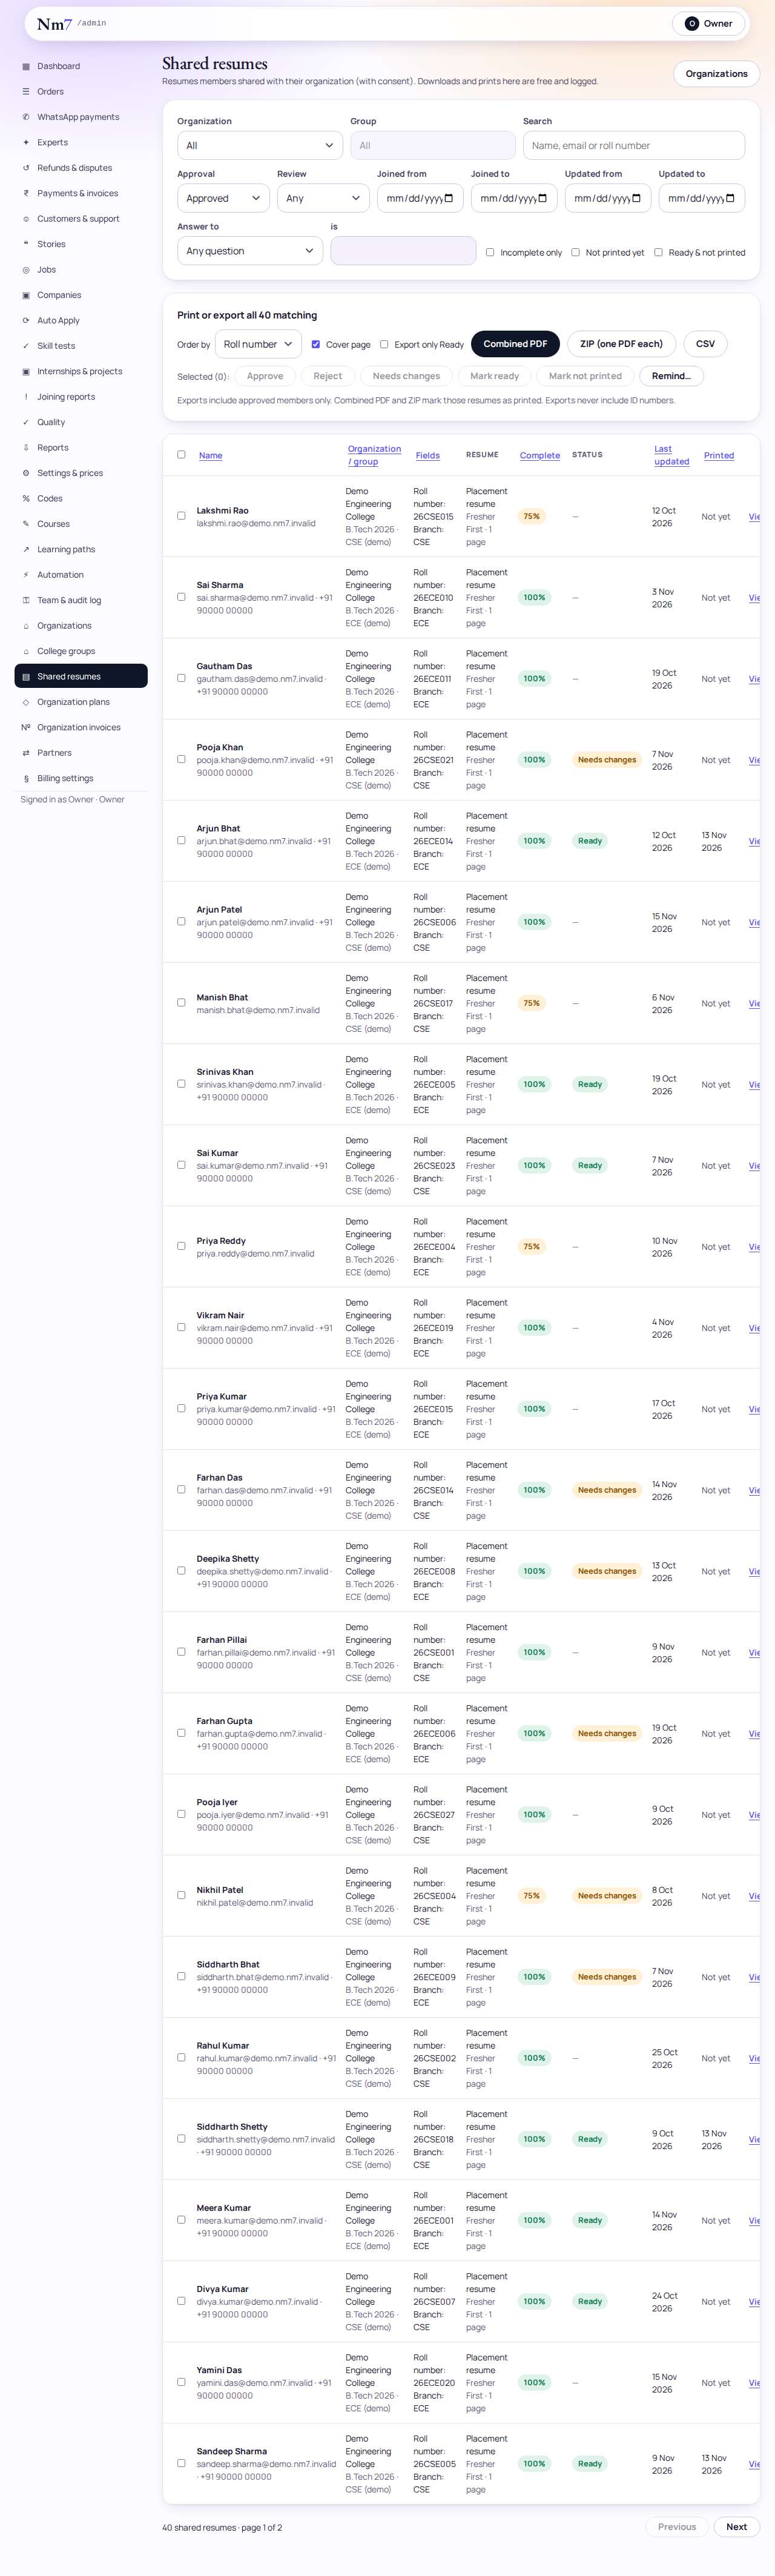 Nm7 /admin
O Owner
Dashboard
Orders
WhatsApp payments
Experts
Refunds & disputes
Payments & invoices
Customers & support
Stories
Jobs
Companies
Auto Apply
Skill tests
Internships & projects
Joining reports
Quality
Reports
Settings & prices
Codes
Courses
Learning paths
Automation
Team & audit log
Organizations
College groups
Shared resumes
Organization plans
Organization invoices
Partners
Billing settings
Signed in as Owner · Owner
Shared resumes
Resumes members shared with their organization (with consent). Downloads and prints here are free and logged.
Organizations
Organization Group Search
All All Name, email or roll number
Approval Review Joined from Joined to Updated from Updated to
Approved Any mm/dd/yyyy mm/dd/yyyy mm/dd/yyyy mm/dd/yyyy
Answer to is
Any question Incomplete only Not printed yet Ready & not printed
Print or export all 40 matching
Order by Roll number Cover page Export only Ready Combined PDF ZIP (one PDF each) CSV
Selected (0): Approve Reject Needs changes Mark ready Mark not printed Remind…
Exports include approved members only. Combined PDF and ZIP mark those resumes as printed. Exports never include ID numbers.
Name Organization / group Fields RESUME Complete STATUS Last updated Printed
Lakshmi Rao lakshmi.rao@demo.nm7.invalid Demo Engineering College B.Tech 2026 · CSE (demo) Roll number: 26CSE015 Branch: CSE Placement resume Fresher First · 1 page 75% — 12 Oct 2026 Not yet
Sai Sharma sai.sharma@demo.nm7.invalid · +91 90000 00000 Demo Engineering College B.Tech 2026 · ECE (demo) Roll number: 26ECE010 Branch: ECE Placement resume Fresher First · 1 page 100% — 3 Nov 2026 Not yet
Gautham Das gautham.das@demo.nm7.invalid · +91 90000 00000 Demo Engineering College B.Tech 2026 · ECE (demo) Roll number: 26ECE011 Branch: ECE Placement resume Fresher First · 1 page 100% — 19 Oct 2026 Not yet
Pooja Khan pooja.khan@demo.nm7.invalid · +91 90000 00000 Demo Engineering College B.Tech 2026 · CSE (demo) Roll number: 26CSE021 Branch: CSE Placement resume Fresher First · 1 page 100% Needs changes 7 Nov 2026 Not yet
Arjun Bhat arjun.bhat@demo.nm7.invalid · +91 90000 00000 Demo Engineering College B.Tech 2026 · ECE (demo) Roll number: 26ECE014 Branch: ECE Placement resume Fresher First · 1 page 100% Ready 12 Oct 2026 13 Nov 2026
Arjun Patel arjun.patel@demo.nm7.invalid · +91 90000 00000 Demo Engineering College B.Tech 2026 · CSE (demo) Roll number: 26CSE006 Branch: CSE Placement resume Fresher First · 1 page 100% — 15 Nov 2026 Not yet
Manish Bhat manish.bhat@demo.nm7.invalid Demo Engineering College B.Tech 2026 · CSE (demo) Roll number: 26CSE017 Branch: CSE Placement resume Fresher First · 1 page 75% — 6 Nov 2026 Not yet
Srinivas Khan srinivas.khan@demo.nm7.invalid · +91 90000 00000 Demo Engineering College B.Tech 2026 · ECE (demo) Roll number: 26ECE005 Branch: ECE Placement resume Fresher First · 1 page 100% Ready 19 Oct 2026 Not yet
Sai Kumar sai.kumar@demo.nm7.invalid · +91 90000 00000 Demo Engineering College B.Tech 2026 · CSE (demo) Roll number: 26CSE023 Branch: CSE Placement resume Fresher First · 1 page 100% Ready 7 Nov 2026 Not yet
Priya Reddy priya.reddy@demo.nm7.invalid Demo Engineering College B.Tech 2026 · ECE (demo) Roll number: 26ECE004 Branch: ECE Placement resume Fresher First · 1 page 75% — 10 Nov 2026 Not yet
Vikram Nair vikram.nair@demo.nm7.invalid · +91 90000 00000 Demo Engineering College B.Tech 2026 · ECE (demo) Roll number: 26ECE019 Branch: ECE Placement resume Fresher First · 1 page 100% — 4 Nov 2026 Not yet
Priya Kumar priya.kumar@demo.nm7.invalid · +91 90000 00000 Demo Engineering College B.Tech 2026 · ECE (demo) Roll number: 26ECE015 Branch: ECE Placement resume Fresher First · 1 page 100% — 17 Oct 2026 Not yet
Farhan Das farhan.das@demo.nm7.invalid · +91 90000 00000 Demo Engineering College B.Tech 2026 · CSE (demo) Roll number: 26CSE014 Branch: CSE Placement resume Fresher First · 1 page 100% Needs changes 14 Nov 2026 Not yet
Deepika Shetty deepika.shetty@demo.nm7.invalid · +91 90000 00000 Demo Engineering College B.Tech 2026 · ECE (demo) Roll number: 26ECE008 Branch: ECE Placement resume Fresher First · 1 page 100% Needs changes 13 Oct 2026 Not yet
Farhan Pillai farhan.pillai@demo.nm7.invalid · +91 90000 00000 Demo Engineering College B.Tech 2026 · CSE (demo) Roll number: 26CSE001 Branch: CSE Placement resume Fresher First · 1 page 100% — 9 Nov 2026 Not yet
Farhan Gupta farhan.gupta@demo.nm7.invalid · +91 90000 00000 Demo Engineering College B.Tech 2026 · ECE (demo) Roll number: 26ECE006 Branch: ECE Placement resume Fresher First · 1 page 100% Needs changes 19 Oct 2026 Not yet
Pooja Iyer pooja.iyer@demo.nm7.invalid · +91 90000 00000 Demo Engineering College B.Tech 2026 · CSE (demo) Roll number: 26CSE027 Branch: CSE Placement resume Fresher First · 1 page 100% — 9 Oct 2026 Not yet
Nikhil Patel nikhil.patel@demo.nm7.invalid Demo Engineering College B.Tech 2026 · CSE (demo) Roll number: 26CSE004 Branch: CSE Placement resume Fresher First · 1 page 75% Needs changes 8 Oct 2026 Not yet
Siddharth Bhat siddharth.bhat@demo.nm7.invalid · +91 90000 00000 Demo Engineering College B.Tech 2026 · ECE (demo) Roll number: 26ECE009 Branch: ECE Placement resume Fresher First · 1 page 100% Needs changes 7 Nov 2026 Not yet
Rahul Kumar rahul.kumar@demo.nm7.invalid · +91 90000 00000 Demo Engineering College B.Tech 2026 · CSE (demo) Roll number: 26CSE002 Branch: CSE Placement resume Fresher First · 1 page 100% — 25 Oct 2026 Not yet
Siddharth Shetty siddharth.shetty@demo.nm7.invalid · +91 90000 00000 Demo Engineering College B.Tech 2026 · CSE (demo) Roll number: 26CSE018 Branch: CSE Placement resume Fresher First · 1 page 100% Ready 9 Oct 2026 13 Nov 2026
Meera Kumar meera.kumar@demo.nm7.invalid · +91 90000 00000 Demo Engineering College B.Tech 2026 · ECE (demo) Roll number: 26ECE001 Branch: ECE Placement resume Fresher First · 1 page 100% Ready 14 Nov 2026 Not yet
Divya Kumar divya.kumar@demo.nm7.invalid · +91 90000 00000 Demo Engineering College B.Tech 2026 · CSE (demo) Roll number: 26CSE007 Branch: CSE Placement resume Fresher First · 1 page 100% Ready 24 Oct 2026 Not yet
Yamini Das yamini.das@demo.nm7.invalid · +91 90000 00000 Demo Engineering College B.Tech 2026 · ECE (demo) Roll number: 26ECE020 Branch: ECE Placement resume Fresher First · 1 page 100% — 15 Nov 2026 Not yet
Sandeep Sharma sandeep.sharma@demo.nm7.invalid · +91 90000 00000 Demo Engineering College B.Tech 2026 · CSE (demo) Roll number: 26CSE005 Branch: CSE Placement resume Fresher First · 1 page 100% Ready 9 Nov 2026 13 Nov 2026
40 shared resumes · page 1 of 2 Previous Next